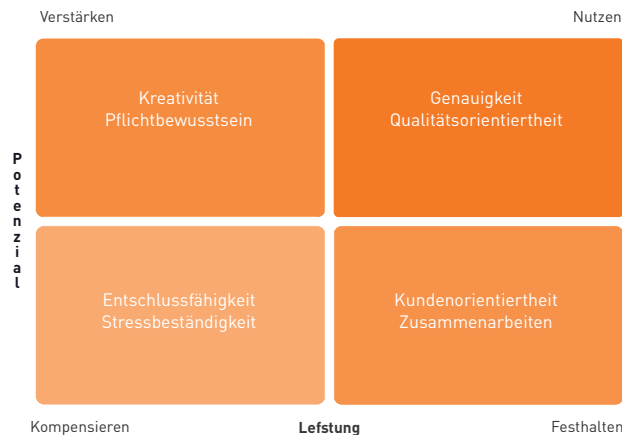 Verstärken
Nutzen
Kreativität
Pflichtbewusstsein
Genauigkeit
Qualitätsorientiertheit
Potenzial
Entschlussfähigkeit
Stressbeständigkeit
Kundenorientiertheit
Zusammenarbeiten
Kompensieren
Lefstung
Festhalten